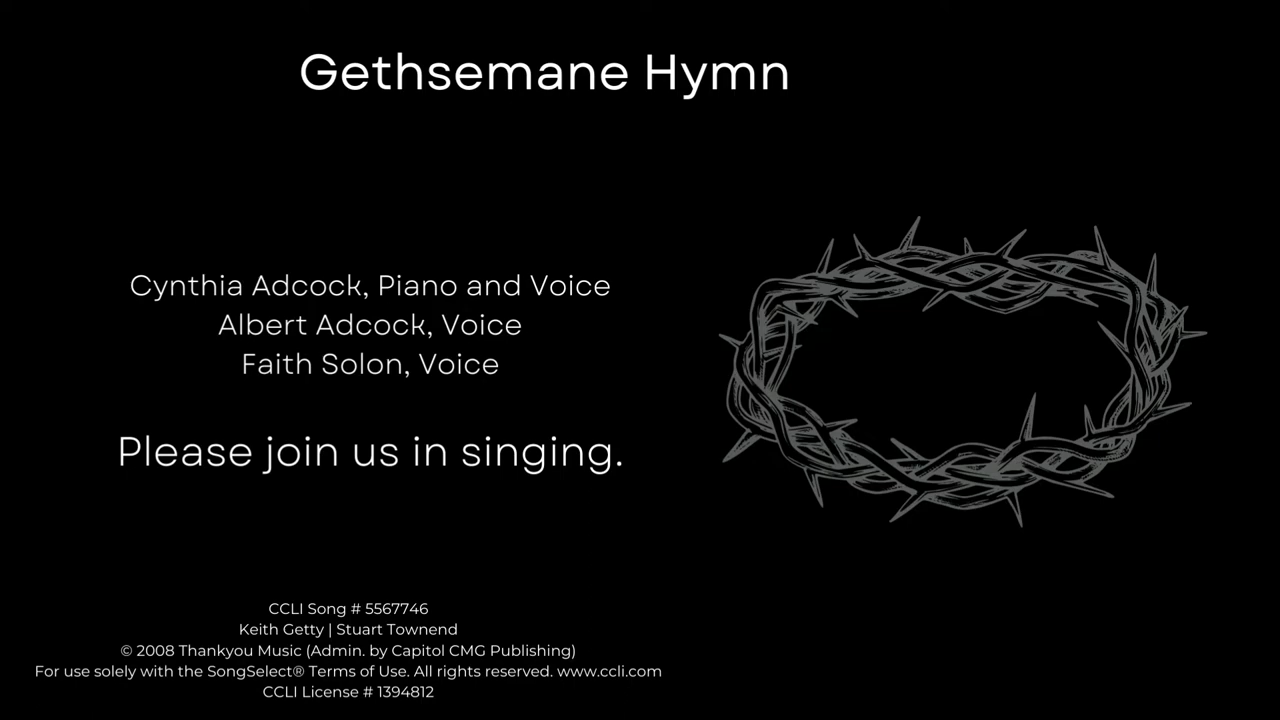 Gethsemane Hymn
Cynthia Adcock, Piano and Voice
Albert Adcock, Voice
Faith Solon, Voice
Please join us in singing.
CCLI Song # 5567746
Keith Getty | Stuart Townend
© 2008 Thankyou Music (Admin. by Capitol CMG Publishing)
For use solely with the SongSelect® Terms of Use. All rights reserved. www.ccli.com
CCLI License # 1394812